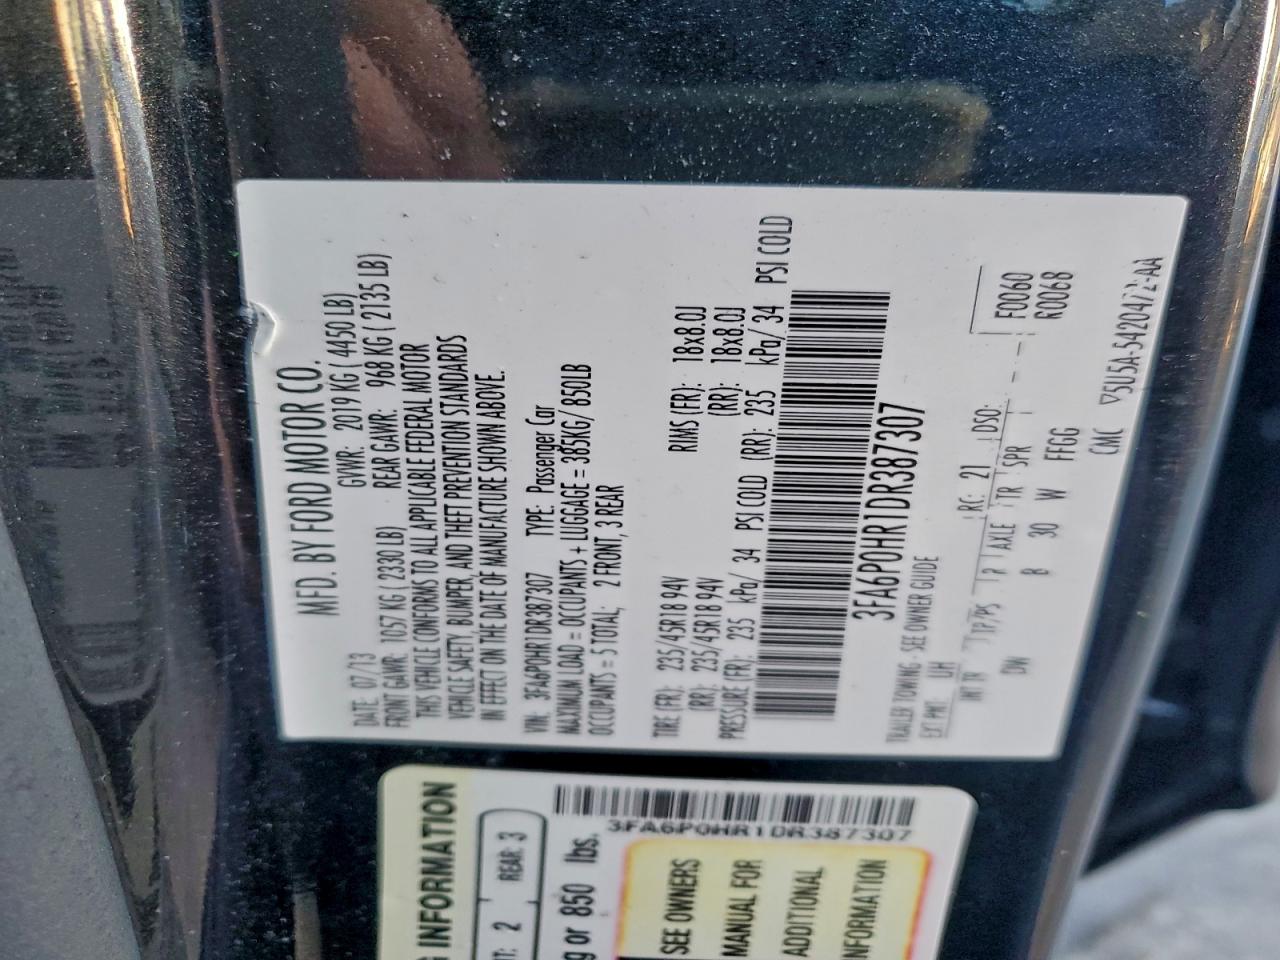 MFD. BY FORD MOTOR CO.
DATE: 07/13 GVWR: 2019 KG ( 4450 LB)
FRONT GAWR: 1057 KG ( 2330 LB) REAR GAWR: 968 KG ( 2135 LB)
THIS VEHICLE CONFORMS TO ALL APPLICABLE FEDERAL MOTOR
VEHICLE SAFETY, BUMPER, AND THEFT PREVENTION STANDARDS
IN EFFECT ON THE DATE OF MANUFACTURE SHOWN ABOVE.
VIN: 3FA6P0HR1DR387307 TYPE: Passenger Car
MAXIMUM LOAD = OCCUPANTS + LUGGAGE = 385KG/ 850LB
OCCUPANTS = 5 TOTAL; 2 FRONT, 3 REAR
TIRE (FR): 235/45R18 94V RIMS (FR): 18x8.0J
(RR): 235/45R18 94V (RR): 18x8.0J
PRESSURE (FR): 235 kPa/ 34 PSI COLD (RR): 235 kPa/ 34 PSI COLD
3FA6P0HR1DR387307
TRAILER TOWING - SEE OWNER GUIDE
EXT PNT: UH RC: 21 DSO: F0060
INT TR TP/PS R AXLE TR SPR R0068
DW B 30 W FFGG
CMC 5U5A-5420472-AA
INFORMATION
2 REAR: 3
or 850 lbs.
3FA6P0HR1DR387307
SEE OWNERS
MANUAL FOR
ADDITIONAL
INFORMATION